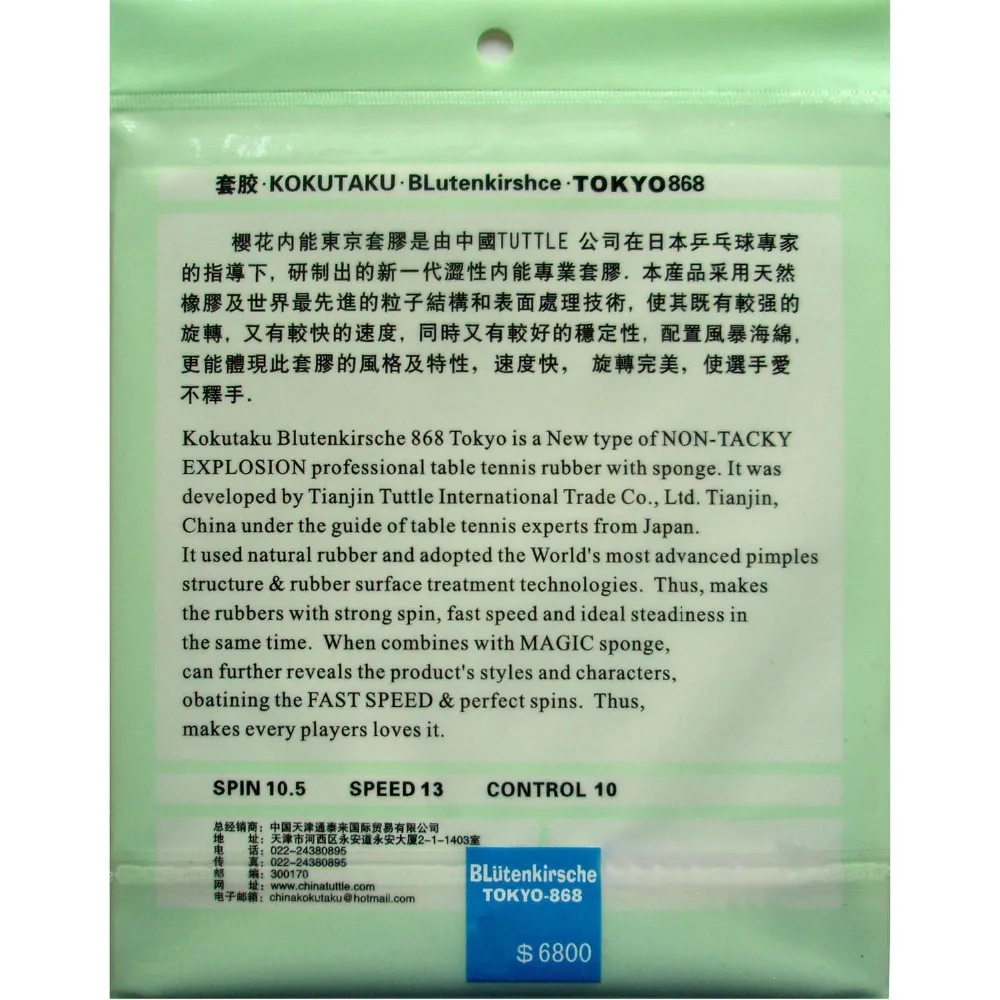 套胶·KOKUTAKU·BLutenkirshce·TOKYO868
櫻花内能東京套膠是由中國TUTTLE 公司在日本乒乓球專家
的指導下，研制出的新一代澀性内能專業套膠．本産品采用天然
橡膠及世界最先進的粒子結構和表面處理技術，使其既有較强的
旋轉，又有較快的速度，同時又有較好的穩定性，配置風暴海綿，
更能體現此套膠的風格及特性，速度快， 旋轉完美，使選手愛
不釋手．
Kokutaku Blutenkirsche 868 Tokyo is a New type of NON-TACKY
EXPLOSION professional table tennis rubber with sponge. It was
developed by Tianjin Tuttle International Trade Co., Ltd. Tianjin,
China under the guide of table tennis experts from Japan.
It used natural rubber and adopted the World's most advanced pimples
structure & rubber surface treatment technologies. Thus, makes
the rubbers with strong spin, fast speed and ideal steadiness in
the same time. When combines with MAGIC sponge,
can further reveals the product's styles and characters,
obatining the FAST SPEED & perfect spins. Thus,
makes every players loves it.
SPIN 10.5 SPEED 13 CONTROL 10
总经销商：中国天津通泰来国际贸易有限公司
地 址：天津市河西区永安道永安大厦2-1-1403室
电 话：022-24380895
传 真：022-24380895
邮 编：300170
网 址：www.chinatuttle.com
电子邮箱：chinakokutaku@hotmail.com
BLütenkirsche
TOKYO-868
$6800